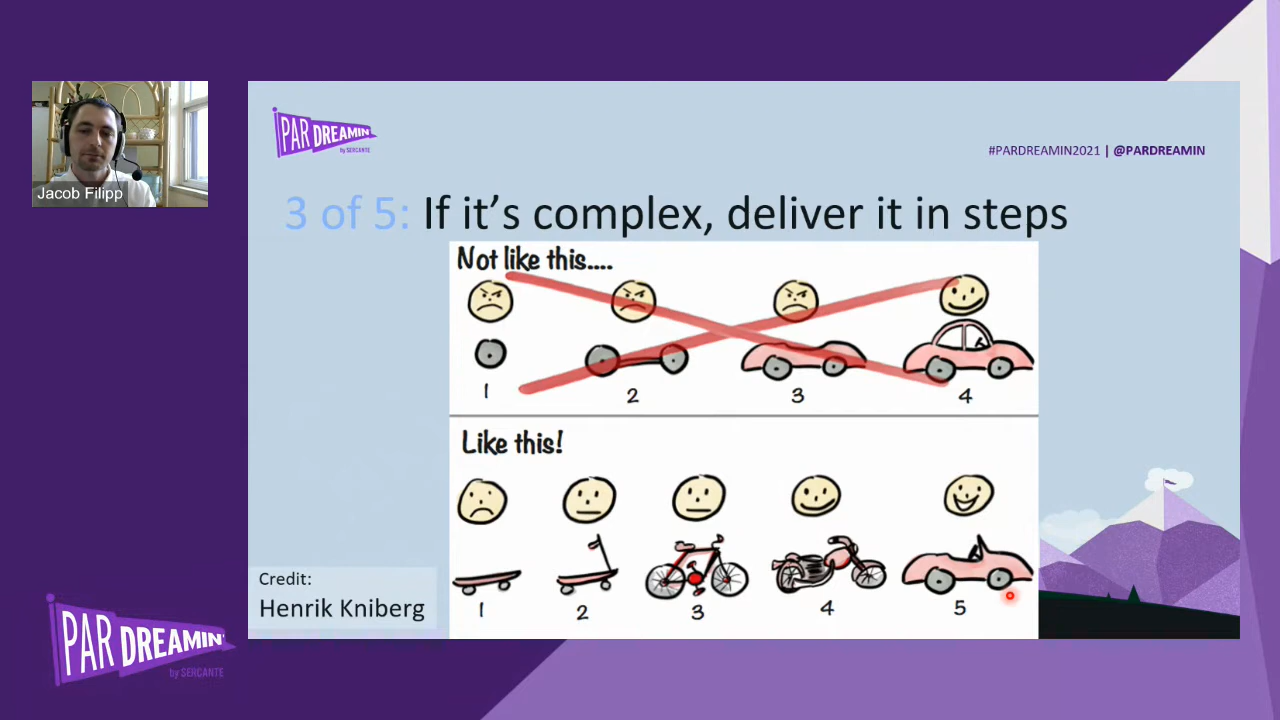 PAR DREAMIN'
by SERCANTE
#PARDREAMIN2021 | @PARDREAMIN
Jacob Filipp
3 of 5: If it's complex, deliver it in steps
Not like this....
1 2 3 4
Like this!
1 2 3 4 5
Credit:
Henrik Kniberg
PAR DREAMIN'
by SERCANTE